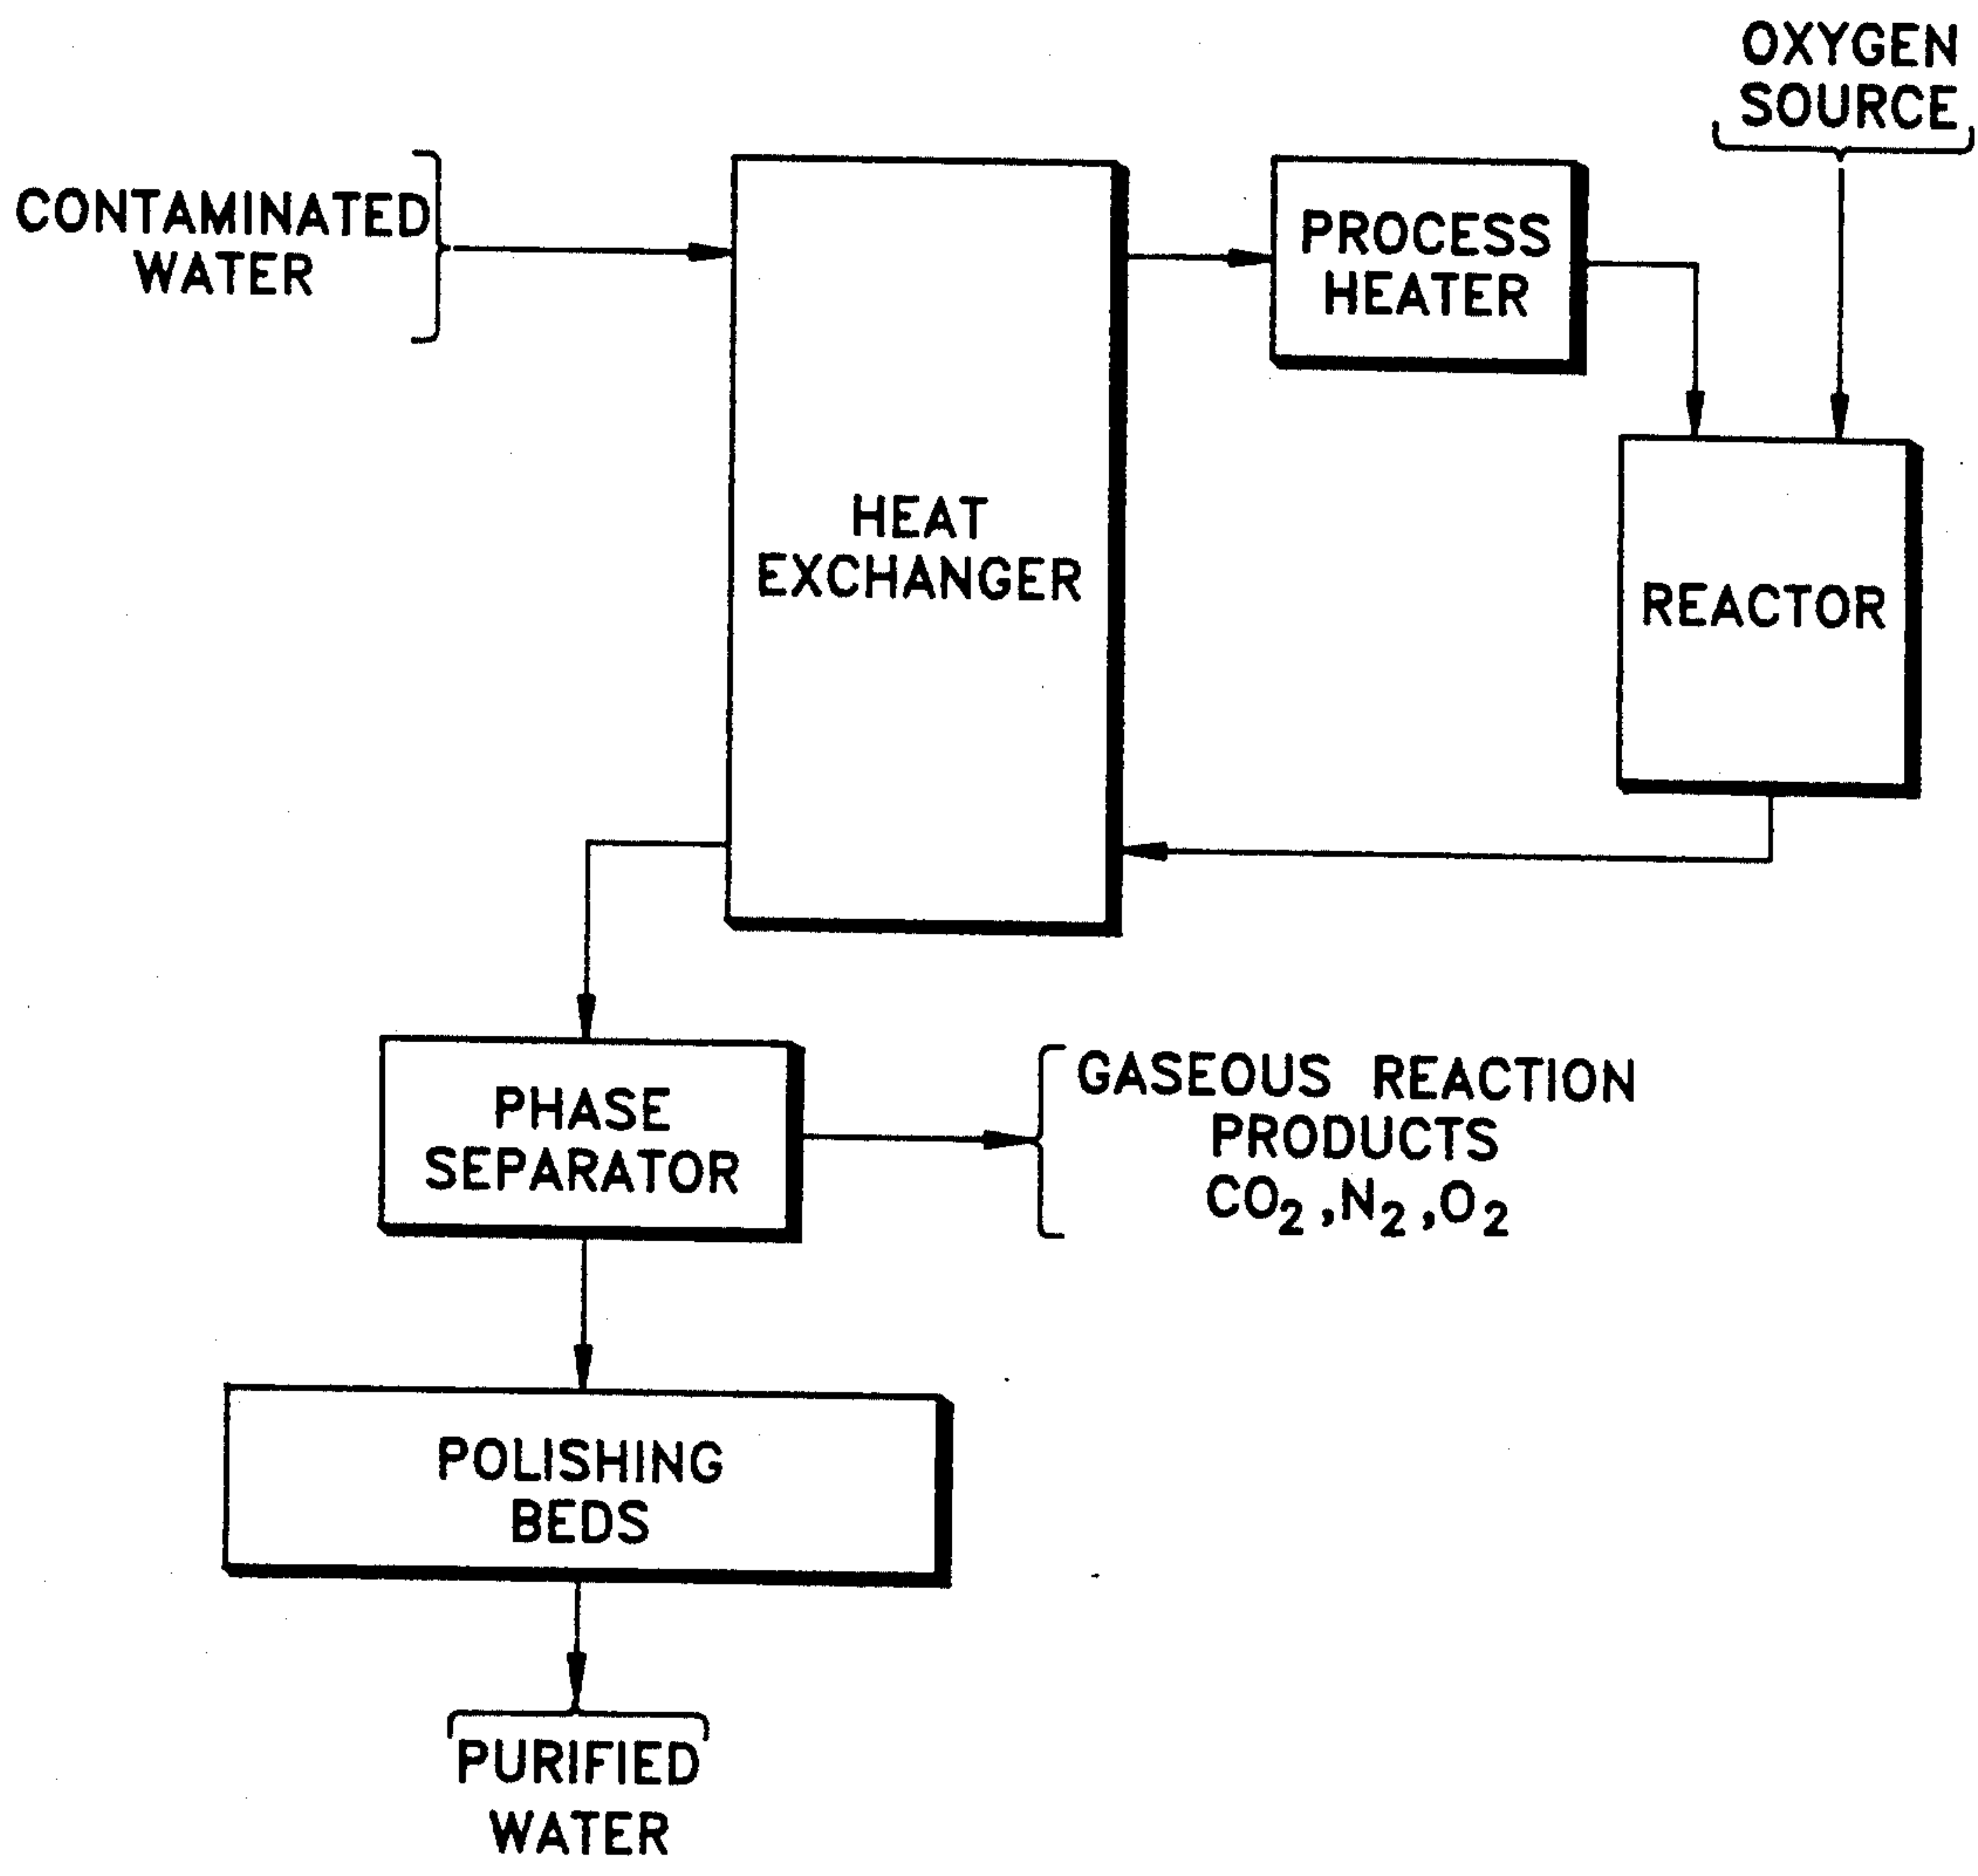 OXYGEN
SOURCE
CONTAMINATED
WATER
PROCESS
HEATER
HEAT
EXCHANGER
REACTOR
PHASE
SEPARATOR
GASEOUS REACTION
PRODUCTS
CO₂,N₂,O₂
POLISHING
BEDS
PURIFIED
WATER